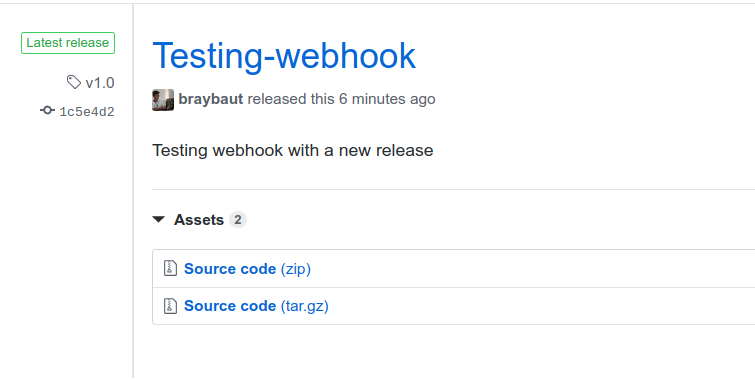 Latest release
v1.0
1c5e4d2
Testing-webhook
braybaut released this 6 minutes ago
Testing webhook with a new release
Assets 2
Source code (zip)
Source code (tar.gz)